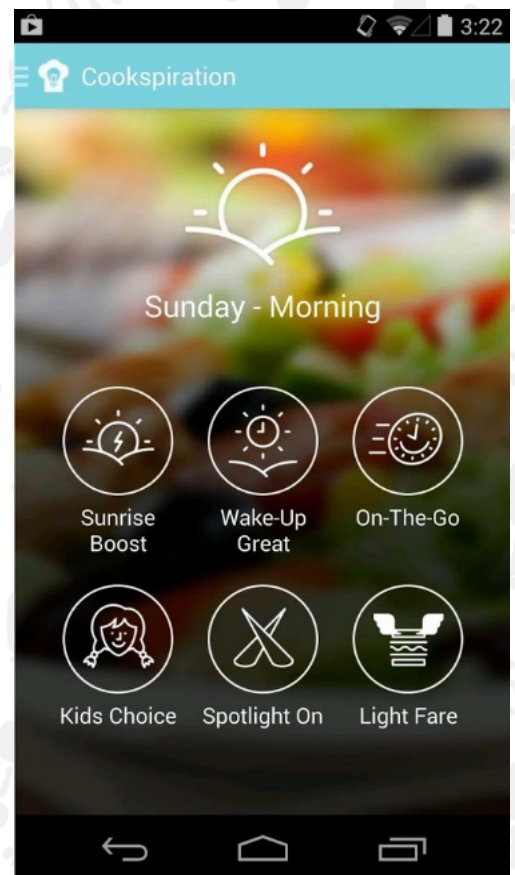 3:22
Cookspiration
Sunday - Morning
Sunrise
Boost
Wake-Up
Great
On-The-Go
Kids Choice
Spotlight On
Light Fare